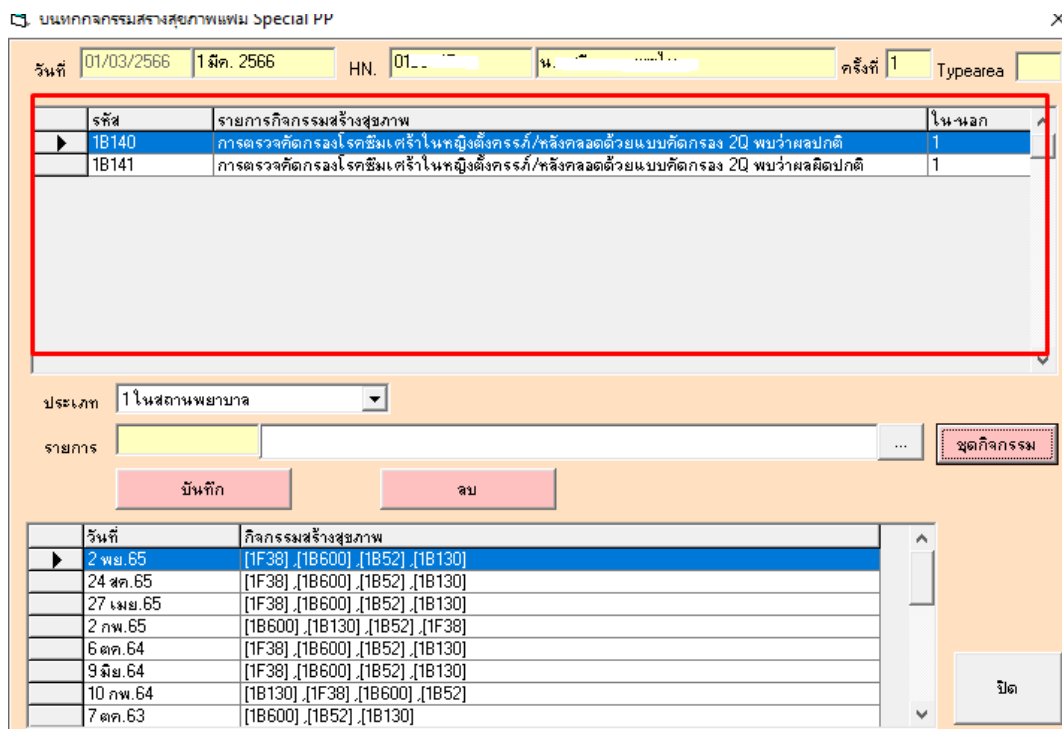 บันทึกกิจกรรมสร้างสุขภาพแฟ้ม Special PP
วันที่ 01/03/2566 1 มีค. 2566 HN. 01 น. ครั้งที่ 1 Typearea
รหัส รายการกิจกรรมสร้างสุขภาพ ใน-นอก
1B140 การตรวจคัดกรองโรคซึมเศร้าในหญิงตั้งครรภ์/หลังคลอดด้วยแบบคัดกรอง 2Q พบว่าผลปกติ 1
1B141 การตรวจคัดกรองโรคซึมเศร้าในหญิงตั้งครรภ์/หลังคลอดด้วยแบบคัดกรอง 2Q พบว่าผลผิดปกติ 1
ประเภท 1 ในสถานพยาบาล
รายการ ... ชุดกิจกรรม
บันทึก ลบ
วันที่ กิจกรรมสร้างสุขภาพ
2 พย.65 [1F38] ,[1B600] ,[1B52] ,[1B130]
24 สค.65 [1F38] ,[1B600] ,[1B52] ,[1B130]
27 เมย.65 [1F38] ,[1B600] ,[1B52] ,[1B130]
2 กพ.65 [1B600] ,[1B130] ,[1B52] ,[1F38]
6 ตค.64 [1F38] ,[1B600] ,[1B52] ,[1B130]
9 มิย.64 [1F38] ,[1B600] ,[1B52] ,[1B130]
10 กพ.64 [1B130] ,[1F38] ,[1B600] ,[1B52]
7 ตค.63 [1B600] ,[1B52] ,[1B130]
ปิด